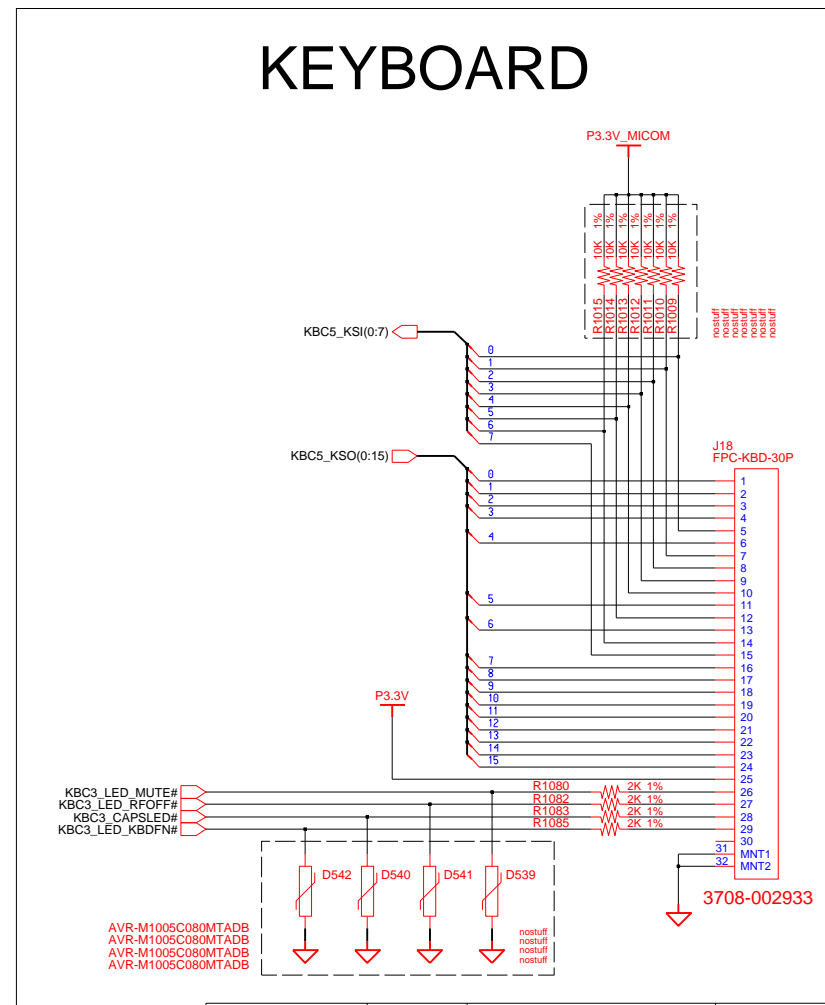 KEYBOARD
P3.3V_MICOM
10K 1%
10K 1%
10K 1%
10K 1%
10K 1%
10K 1%
10K 1%
R1015
R1014
R1013
R1012
R1011
R1010
R1009
nostuff
nostuff
nostuff
nostuff
nostuff
nostuff
nostuff
KBC5_KSI(0:7)
0
1
2
3
4
5
6
7
KBC5_KSO(0:15)
0
1
2
3
4
5
6
7
8
9
10
11
12
13
14
15
J18
FPC-KBD-30P
1
2
3
4
5
6
7
8
9
10
11
12
13
14
15
16
17
18
19
20
21
22
23
24
25
26
27
28
29
30
31 MNT1
32 MNT2
3708-002933
P3.3V
KBC3_LED_MUTE#
KBC3_LED_RFOFF#
KBC3_CAPSLED#
KBC3_LED_KBDFN#
R1080 2K 1%
R1082 2K 1%
R1083 2K 1%
R1085 2K 1%
D542
D540
D541
D539
AVR-M1005C080MTADB
AVR-M1005C080MTADB
AVR-M1005C080MTADB
AVR-M1005C080MTADB
nostuff
nostuff
nostuff
nostuff